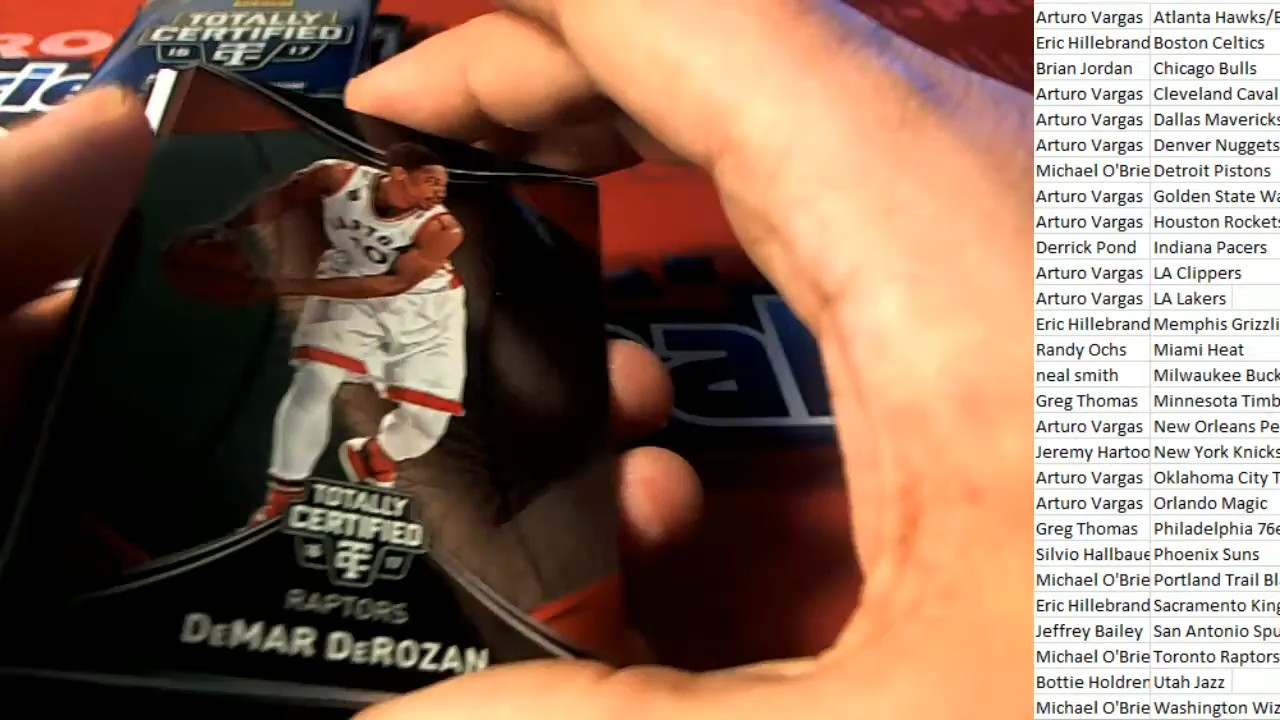 TOTALLY
CERTIFIED
16 TC 17
TOTALLY
CERTIFIED
16 TC 17
RAPTORS
DEMAR DEROZAN
Arturo Vargas Atlanta Hawks/B
Eric Hillebrand Boston Celtics
Brian Jordan Chicago Bulls
Arturo Vargas Cleveland Caval
Arturo Vargas Dallas Mavericks
Arturo Vargas Denver Nuggets
Michael O'Brie Detroit Pistons
Arturo Vargas Golden State Wa
Arturo Vargas Houston Rockets
Derrick Pond Indiana Pacers
Arturo Vargas LA Clippers
Arturo Vargas LA Lakers
Eric Hillebrand Memphis Grizzli
Randy Ochs Miami Heat
neal smith Milwaukee Buck
Greg Thomas Minnesota Timb
Arturo Vargas New Orleans Pe
Jeremy Hartoo New York Knicks
Arturo Vargas Oklahoma City T
Arturo Vargas Orlando Magic
Greg Thomas Philadelphia 76e
Silvio Hallbaue Phoenix Suns
Michael O'Brie Portland Trail Bl
Eric Hillebrand Sacramento King
Jeffrey Bailey San Antonio Spu
Michael O'Brie Toronto Raptors
Bottie Holdren Utah Jazz
Michael O'Brie Washington Wiz